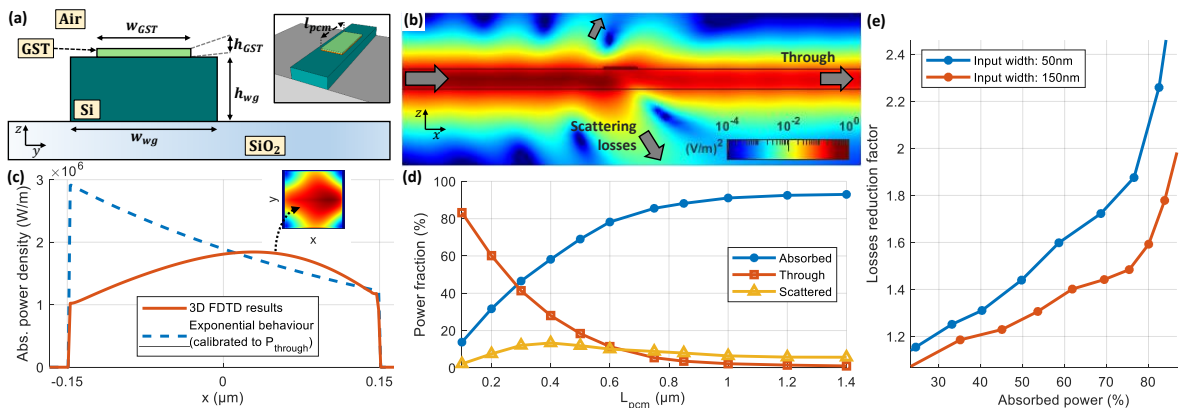 (a)
Air
w_GST
GST
h_GST
l_pcm
Si
h_wg
w_wg
z
y
SiO₂
(b)
Through
z
x
Scattering
losses
10⁻⁴ 10⁻² 10⁰
(V/m)²
(c)
× 10⁶
Abs. power density (W/m)
3
2
1
0
y
x
3D FDTD results
Exponential behaviour
(calibrated to P_through)
-0.15 0 0.15
x (μm)
(d)
Power fraction (%)
100
80
60
40
20
0
Absorbed
Through
Scattered
0.2 0.4 0.6 0.8 1 1.2 1.4
L_pcm (μm)
(e)
Input width: 50nm
Input width: 150nm
Losses reduction factor
2.4
2.2
2
1.8
1.6
1.4
1.2
30 40 50 60 70 80
Absorbed power (%)